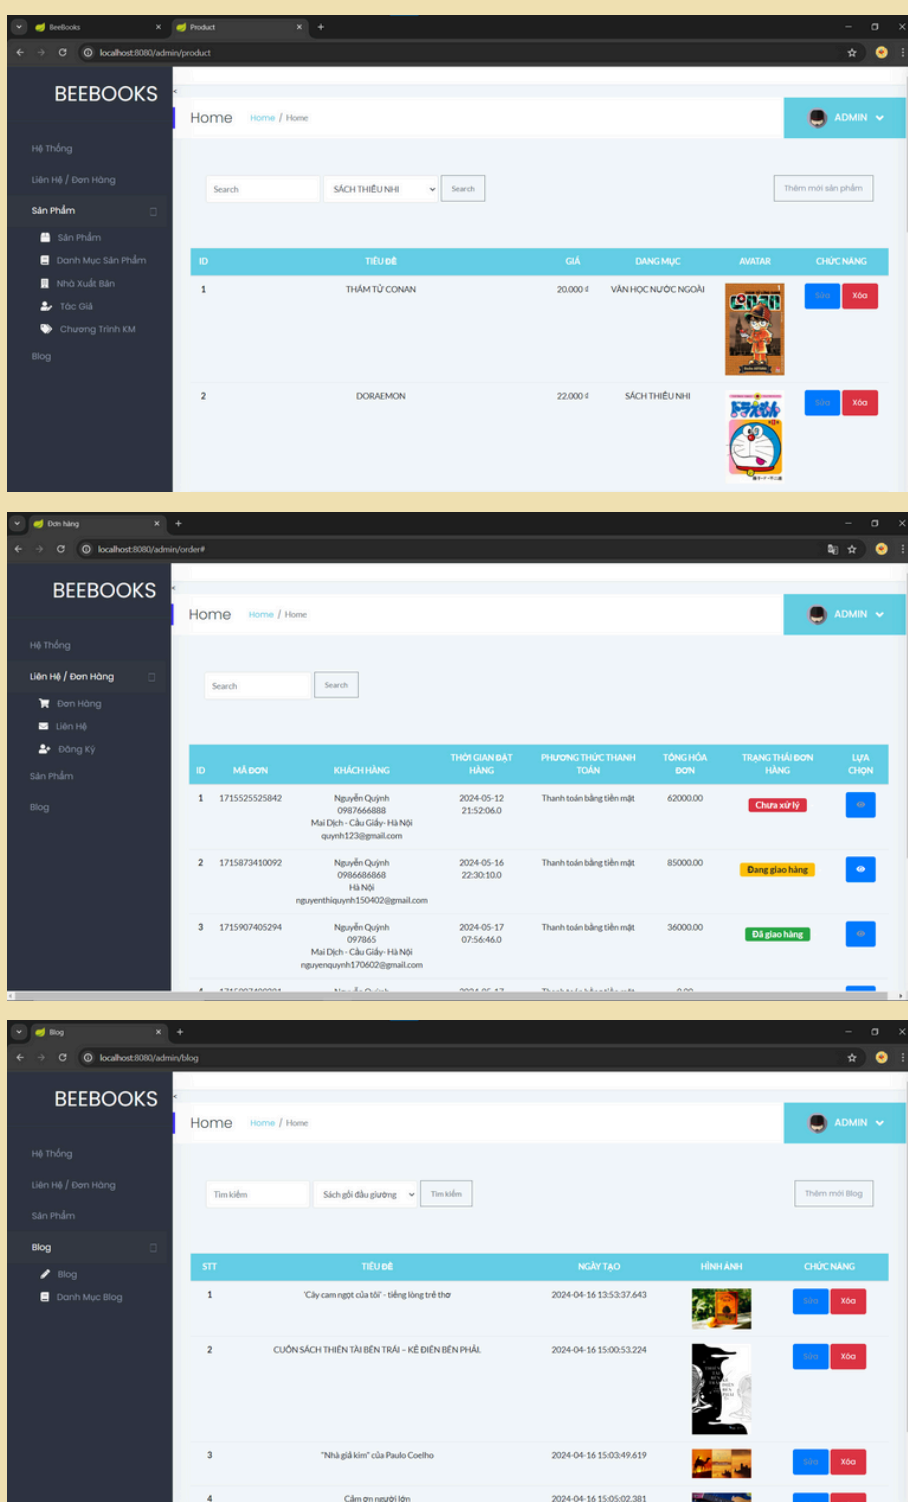 BeeBooks
Product
localhost:8080/admin/product
BEEBOOKS
Home Home / Home
ADMIN
Hệ Thống
Liên Hệ / Đơn Hàng
Sản Phẩm
Sản Phẩm
Danh Mục Sản Phẩm
Nhà Xuất Bản
Tác Giả
Chương Trình KM
Blog
Search SÁCH THIẾU NHI Search Thêm mới sản phẩm
ID TIÊU ĐỀ GIÁ DANG MỤC AVATAR CHỨC NĂNG
1 THÁM TỬ CONAN 20.000 ₫ VĂN HỌC NƯỚC NGOÀI Sửa Xóa
2 DORAEMON 22.000 ₫ SÁCH THIẾU NHI Sửa Xóa
Đơn hàng
localhost:8080/admin/order#
BEEBOOKS
Home Home / Home
ADMIN
Hệ Thống
Liên Hệ / Đơn Hàng
Đơn Hàng
Liên Hệ
Đăng Ký
Sản Phẩm
Blog
Search Search
ID MÃ ĐƠN KHÁCH HÀNG THỜI GIAN ĐẶT HÀNG PHƯƠNG THỨC THANH TOÁN TỔNG HÓA ĐƠN TRẠNG THÁI ĐƠN HÀNG LỰA CHỌN
1 1715525525842 Nguyễn Quỳnh 2024-05-12 Thanh toán bằng tiền mặt 62000.00 Chưa xử lý
0987666888 21:52:06.0
Mai Dịch - Cầu Giấy- Hà Nội
quynh123@gmail.com
2 1715873410092 Nguyễn Quỳnh 2024-05-16 Thanh toán bằng tiền mặt 85000.00 Đang giao hàng
0986686868 22:30:10.0
Hà Nội
nguyenthiquynh150402@gmail.com
3 1715907405294 Nguyễn Quỳnh 2024-05-17 Thanh toán bằng tiền mặt 36000.00 Đã giao hàng
097865 07:56:46.0
Mai Dịch - Cầu Giấy- Hà Nội
nguyenquynh170602@gmail.com
Blog
localhost:8080/admin/blog
BEEBOOKS
Home Home / Home
ADMIN
Hệ Thống
Liên Hệ / Đơn Hàng
Sản Phẩm
Blog
Blog
Danh Mục Blog
Tìm kiếm Sách gối đầu giường Tìm kiếm Thêm mới Blog
STT TIÊU ĐỀ NGÀY TẠO HÌNH ẢNH CHỨC NĂNG
1 'Cây cam ngọt của tôi' - tiếng lòng trẻ thơ 2024-04-16 13:53:37.643 Sửa Xóa
2 CUỐN SÁCH THIÊN TÀI BÊN TRÁI – KẺ ĐIÊN BÊN PHẢI. 2024-04-16 15:00:53.224 Sửa Xóa
3 "Nhà giả kim" của Paulo Coelho 2024-04-16 15:03:49.619 Sửa Xóa
4 Cảm ơn người lớn 2024-04-16 15:05:02.381